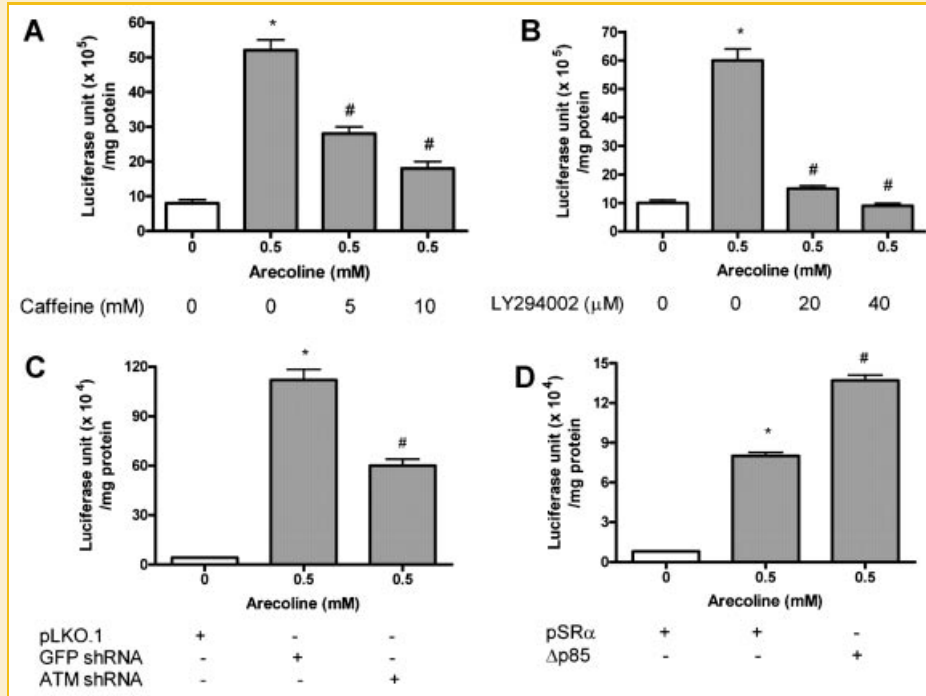 A
Luciferase unit (x 10⁵)
/mg potein
60
50
40
30
20
10
0
*
#
#
0 0.5 0.5 0.5
Arecoline (mM)
Caffeine (mM) 0 0 5 10
B
Luciferase unit (x 10⁵)
/mg potein
70
60
50
40
30
20
10
0
*
#
#
0 0.5 0.5 0.5
Arecoline (mM)
LY294002 (μM) 0 0 20 40
C
Luciferase unit (x 10⁴)
/mg protein
120
90
60
30
0
*
#
0 0.5 0.5
Arecoline (mM)
pLKO.1 + - -
GFP shRNA - + -
ATM shRNA - - +
D
Luciferase unit (x 10⁴)
/mg protein
15
12
9
6
3
0
*
#
0 0.5 0.5
Arecoline (mM)
pSRα + + -
Δp85 - - +